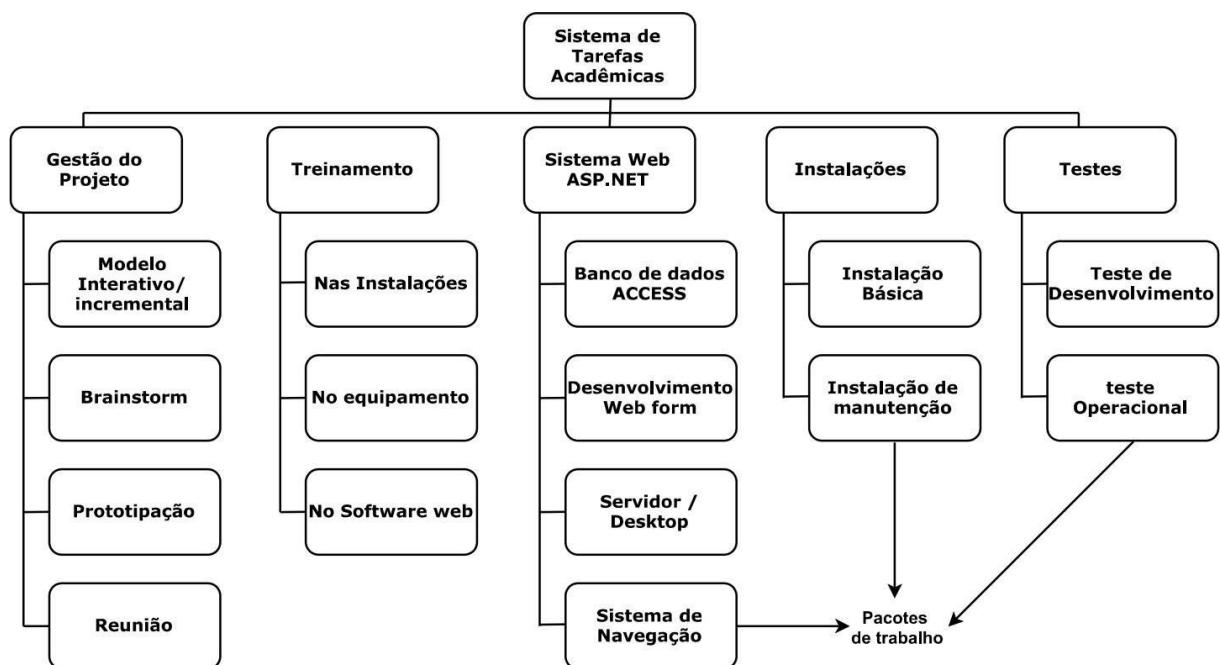 Sistema de
Tarefas
Acadêmicas
Gestão do
Projeto
Treinamento
Sistema Web
ASP.NET
Instalações
Testes
Modelo
Interativo/
incremental
Nas Instalações
Banco de dados
ACCESS
Instalação
Básica
Teste de
Desenvolvimento
Brainstorm
No equipamento
Desenvolvimento
Web form
Instalação de
manutenção
teste
Operacional
Prototipação
No Software web
Servidor /
Desktop
Reunião
Sistema de
Navegação
Pacotes
de trabalho